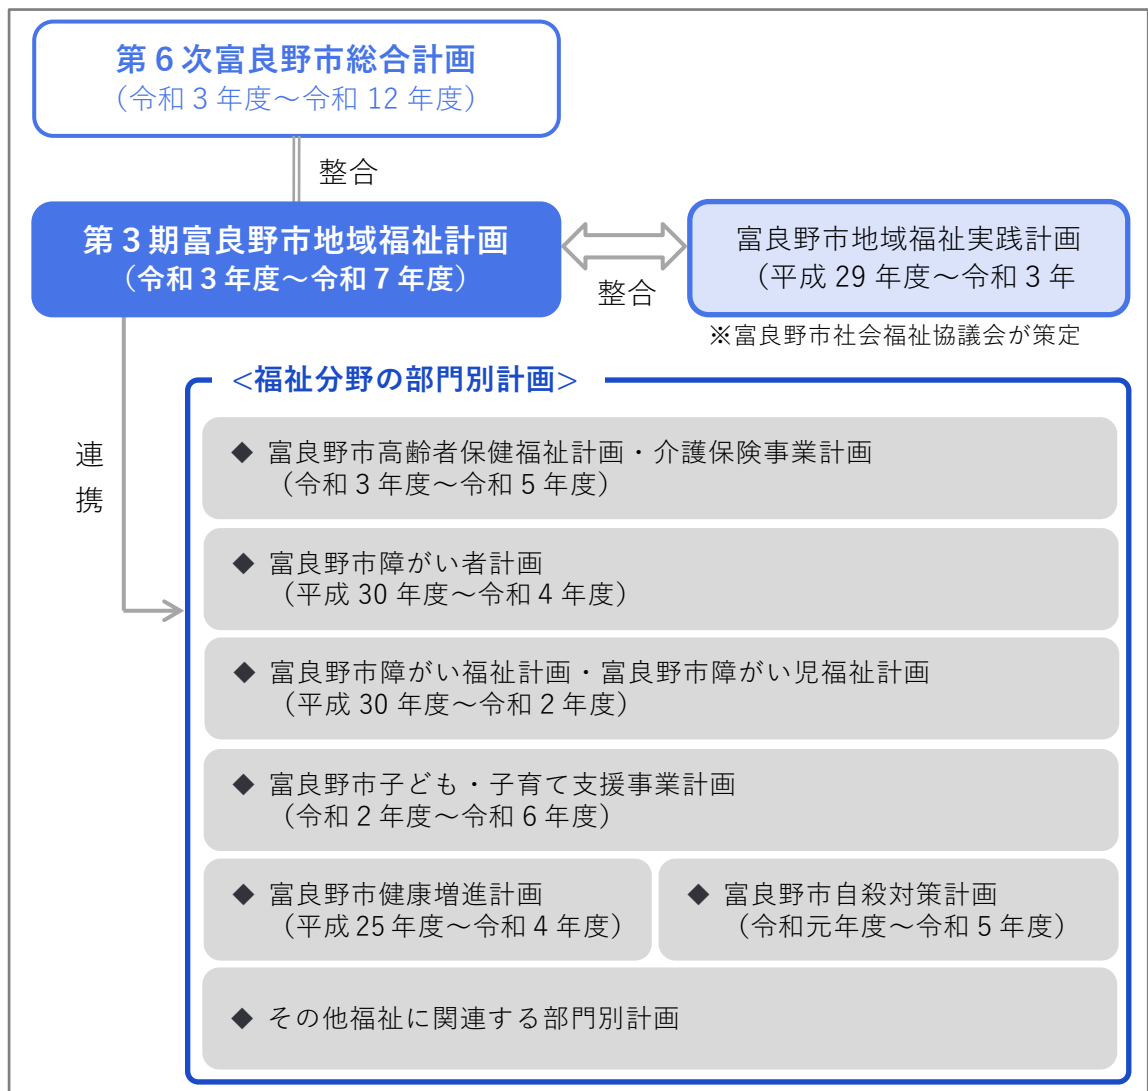 第６次富良野市総合計画
（令和３年度～令和 12 年度）
整合
第３期富良野市地域福祉計画
（令和３年度～令和７年度）
整合
富良野市地域福祉実践計画
（平成 29 年度～令和３年
※富良野市社会福祉協議会が策定
連携
<福祉分野の部門別計画>
◆ 富良野市高齢者保健福祉計画・介護保険事業計画
（令和３年度～令和５年度）
◆ 富良野市障がい者計画
（平成 30 年度～令和４年度）
◆ 富良野市障がい福祉計画・富良野市障がい児福祉計画
（平成 30 年度～令和２年度）
◆ 富良野市子ども・子育て支援事業計画
（令和２年度～令和６年度）
◆ 富良野市健康増進計画
（平成 25 年度～令和４年度）
◆ 富良野市自殺対策計画
（令和元年度～令和５年度）
◆ その他福祉に関連する部門別計画